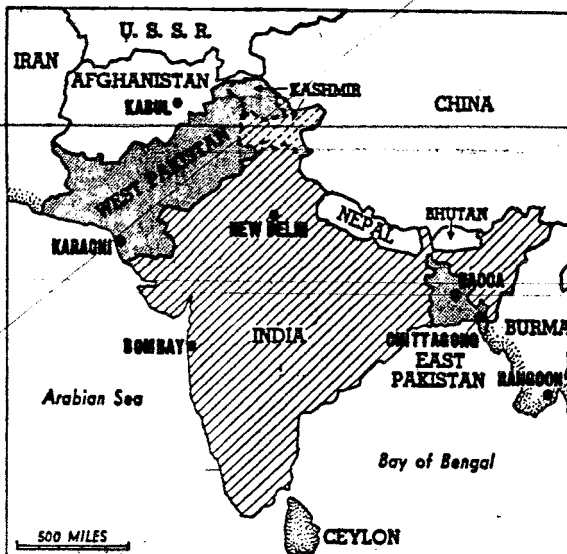 U. S. S. R.
IRAN
AFGHANISTAN
KABUL
KASHMIR
CHINA
WEST PAKISTAN
NEW DELHI
NEPAL
BHUTAN
KARACHI
DACCA
BOMBAY
INDIA
CHITTAGONG
BURMA
EAST
PAKISTAN
RANGOON
Arabian Sea
Bay of Bengal
500 MILES
CEYLON